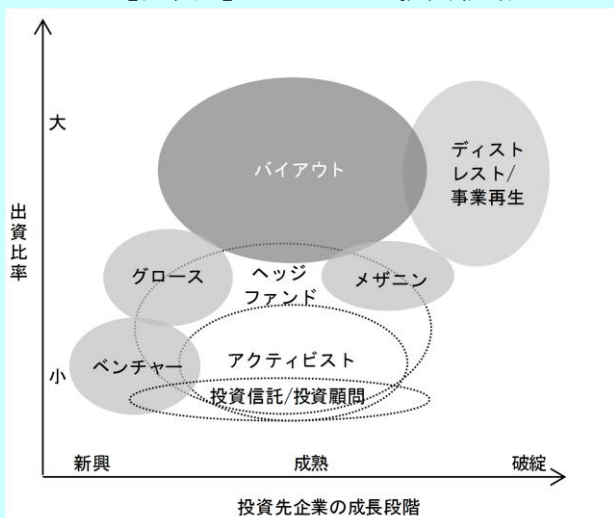 大
バイアウト
ディスト
レスト/
事業再生
出資比率
グロース
ヘッジ
ファンド
メザニン
ベンチャー
アクティビスト
小
投資信託/投資顧問
新興
成熟
破綻
投資先企業の成長段階